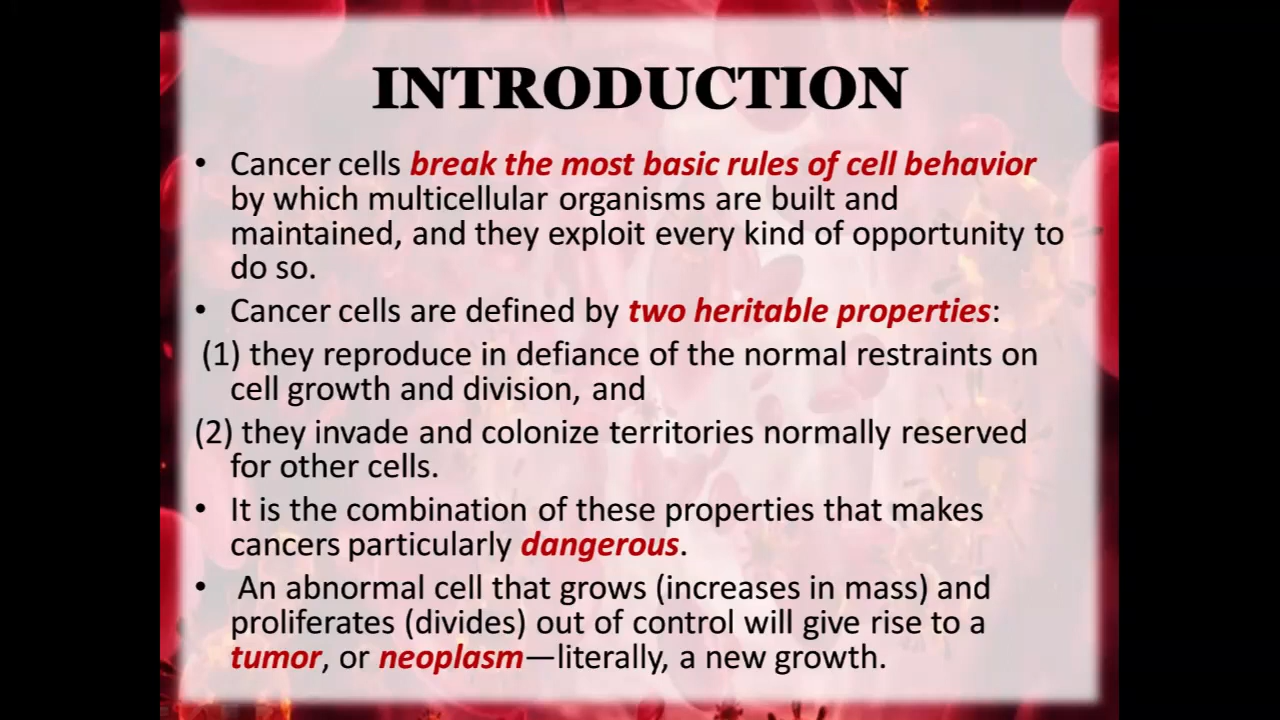 INTRODUCTION
• Cancer cells break the most basic rules of cell behavior
by which multicellular organisms are built and
maintained, and they exploit every kind of opportunity to
do so.
• Cancer cells are defined by two heritable properties:
(1) they reproduce in defiance of the normal restraints on
cell growth and division, and
(2) they invade and colonize territories normally reserved
for other cells.
• It is the combination of these properties that makes
cancers particularly dangerous.
• An abnormal cell that grows (increases in mass) and
proliferates (divides) out of control will give rise to a
tumor, or neoplasm—literally, a new growth.